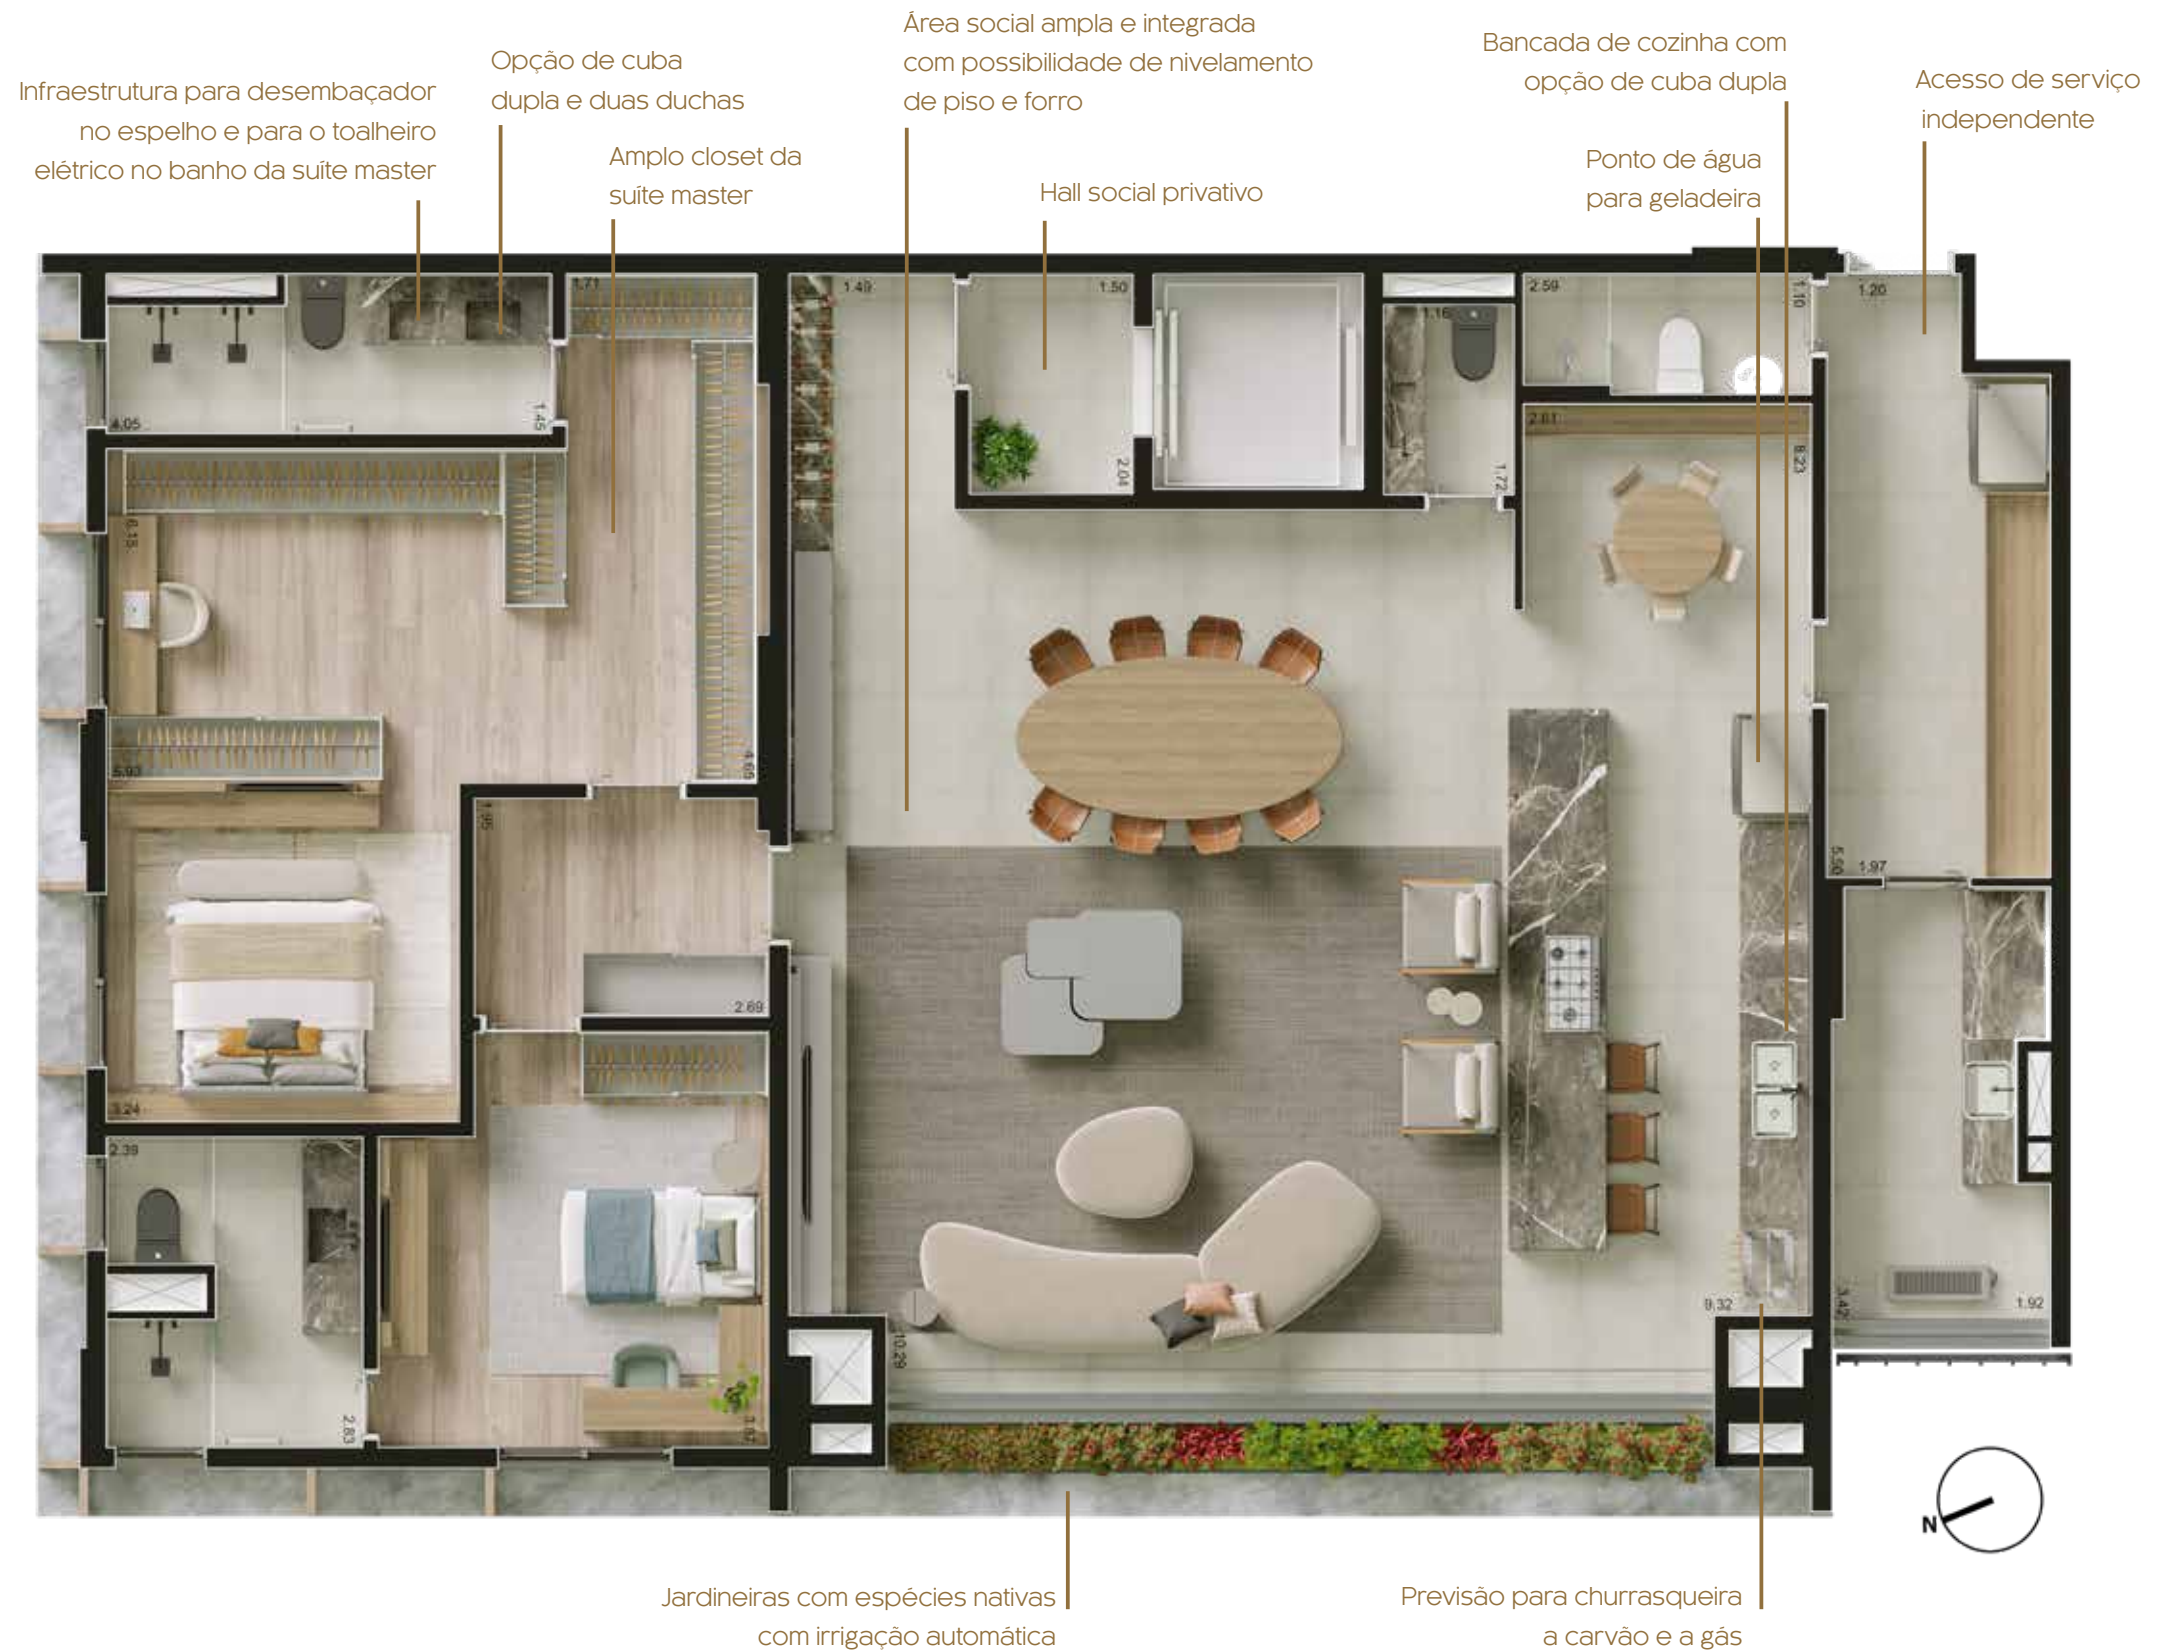 Infraestrutura para desembaçador
no espelho e para o toalheiro
elétrico no banho da suíte master
Opção de cuba
dupla e duas duchas
Amplo closet da
suíte master
Área social ampla e integrada
com possibilidade de nivelamento
de piso e forro
Hall social privativo
Bancada de cozinha com
opção de cuba dupla
Ponto de água
para geladeira
Acesso de serviço
independente
1.71
1.49
1.50
2.59
1.10
1.20
1.16
4.05
1.45
2.04
1.72
2.61
8.23
6.15
5.93
4.65
1.95
5.50
1.97
2.69
3.24
2.39
9.32
3.42
1.92
10.29
2.83
N
Jardineiras com espécies nativas
com irrigação automática
Previsão para churrasqueira
a carvão e a gás